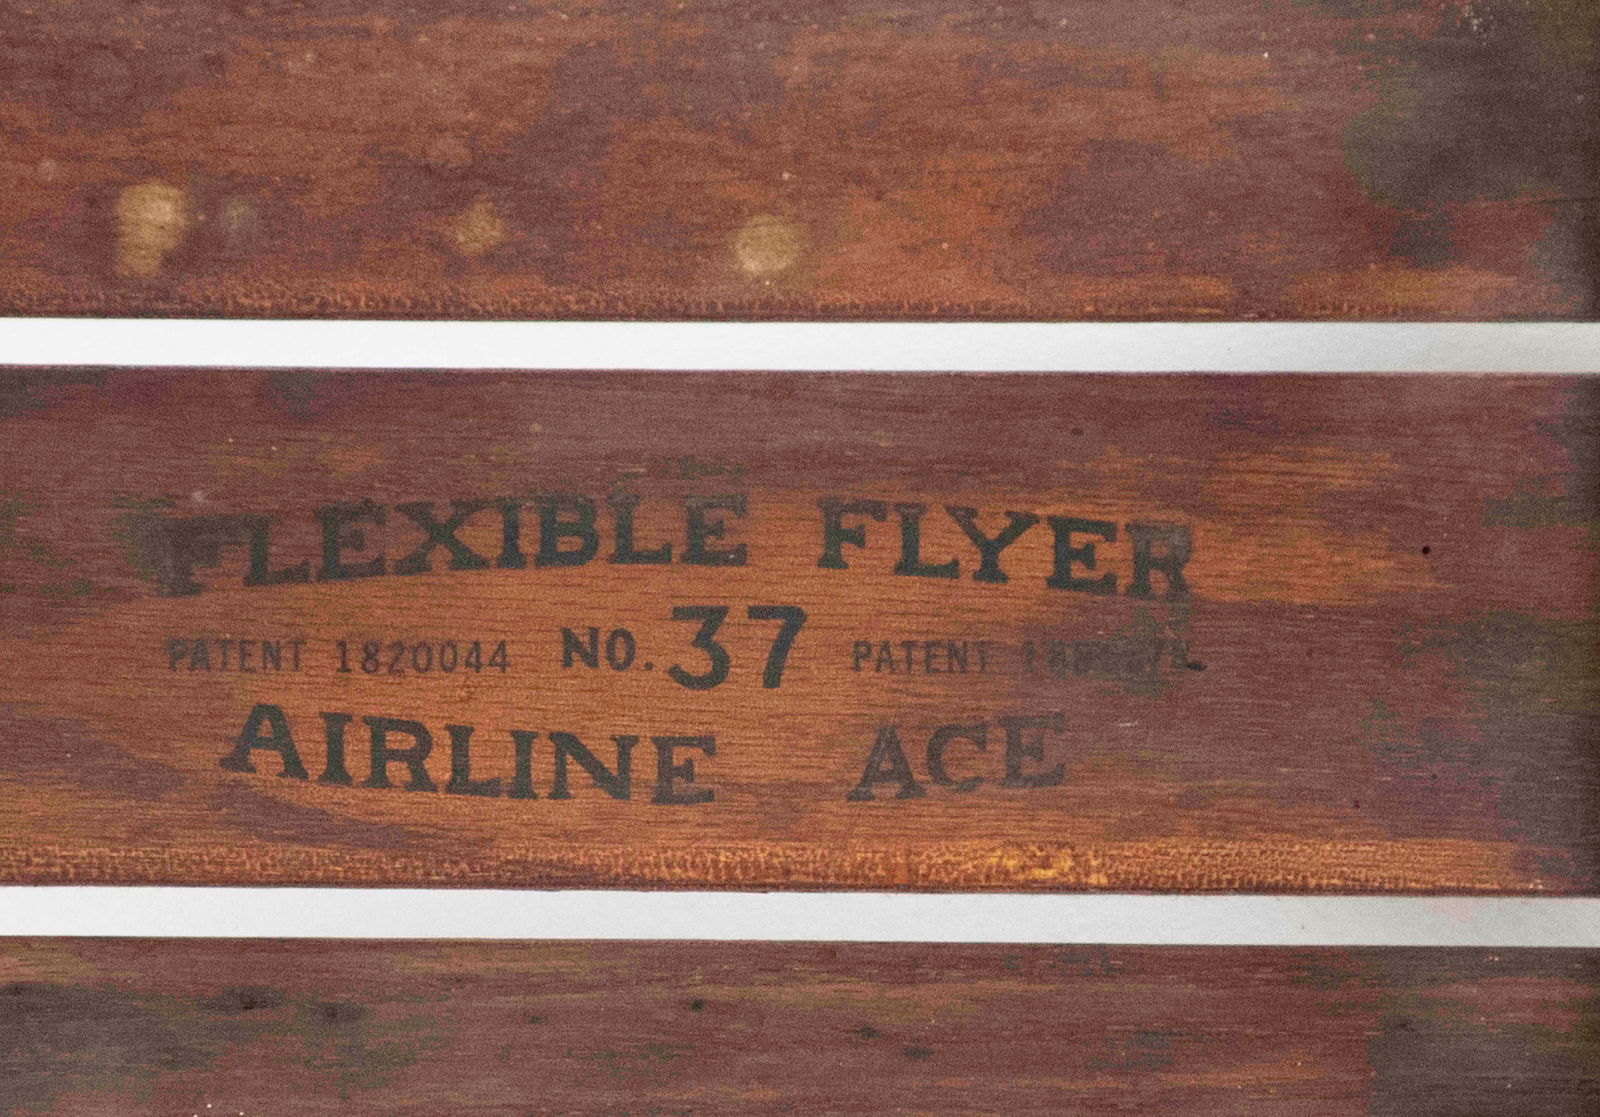 FLEXIBLE FLYER
PATENT 1820044 NO. 37 PATENT
AIRLINE ACE